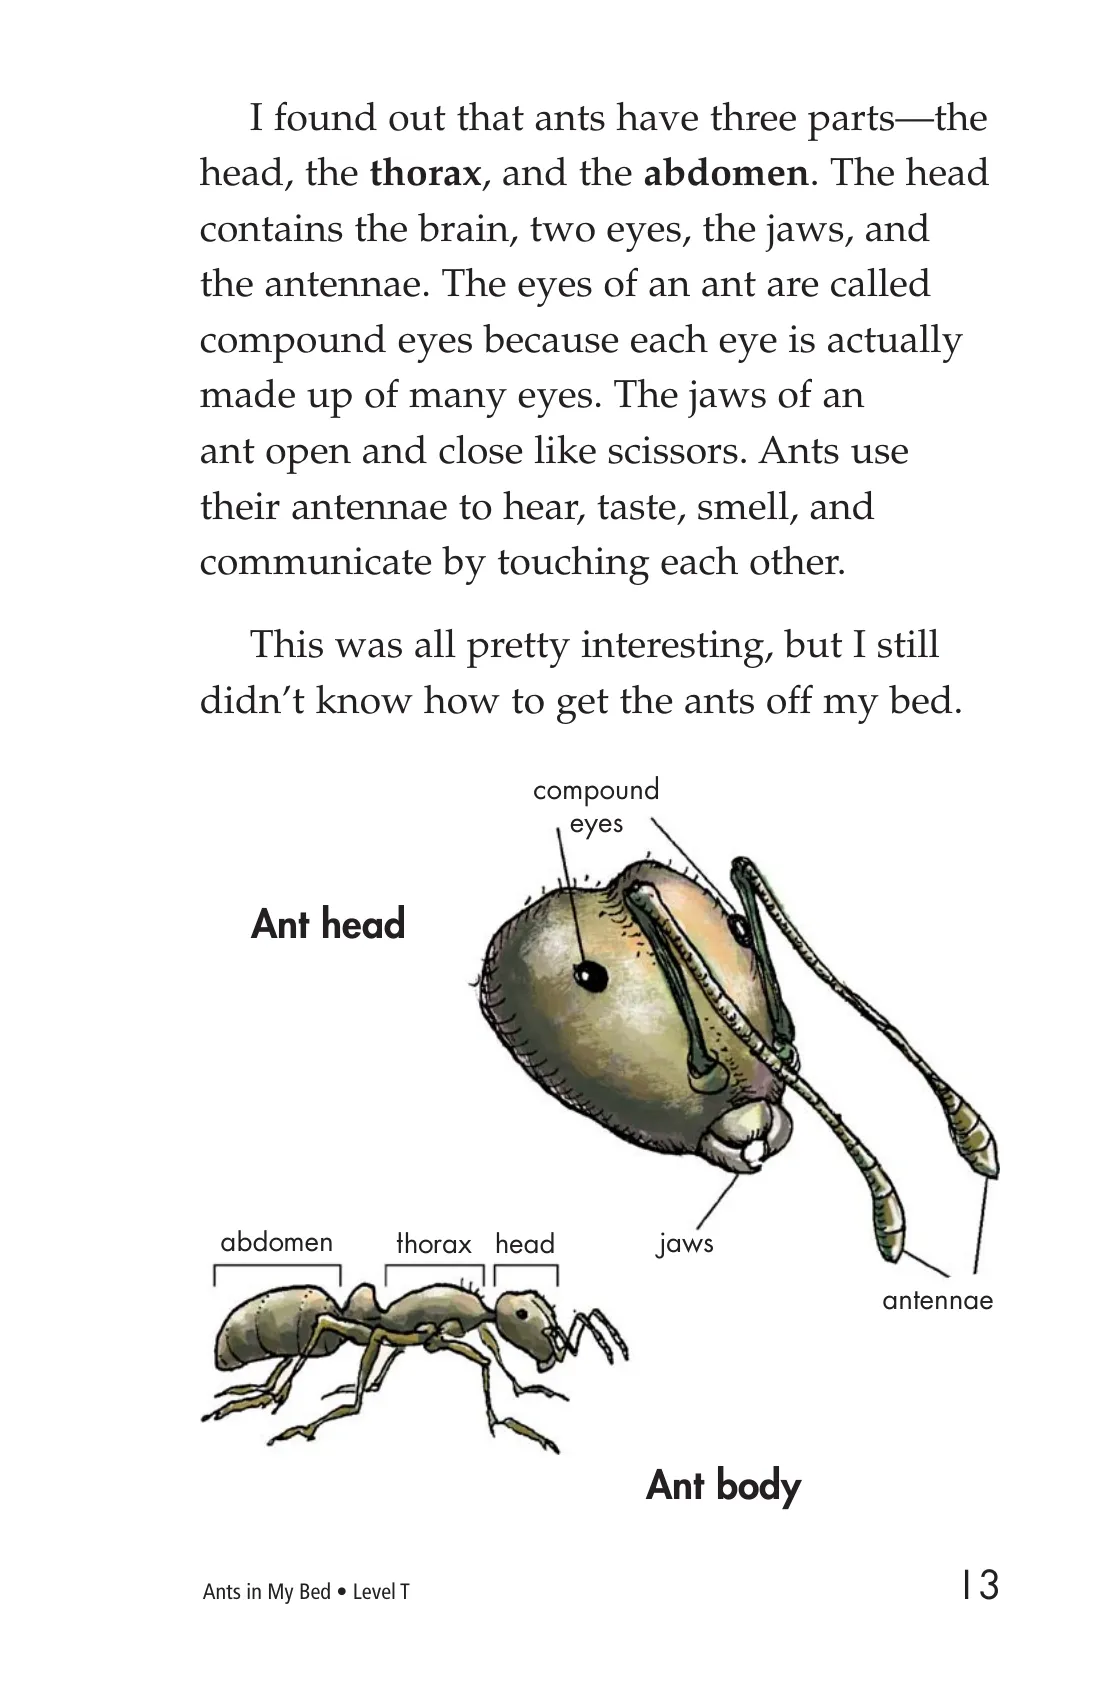 I found out that ants have three parts—the
head, the thorax, and the abdomen. The head
contains the brain, two eyes, the jaws, and
the antennae. The eyes of an ant are called
compound eyes because each eye is actually
made up of many eyes. The jaws of an
ant open and close like scissors. Ants use
their antennae to hear, taste, smell, and
communicate by touching each other.
This was all pretty interesting, but I still
didn’t know how to get the ants off my bed.
compound
eyes
Ant head
abdomen
thorax
head
jaws
antennae
Ant body
Ants in My Bed • Level T
13